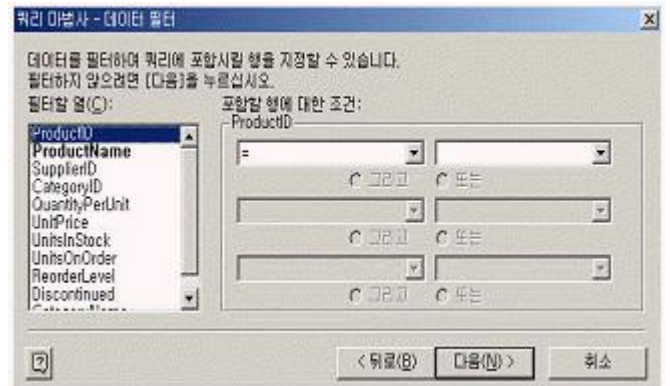 쿼리 마법사 - 데이터 필터
데이터를 필터하여 쿼리에 포함시킬 행을 지정할 수 있습니다.
필터하지 않으려면 [다음]을 누르십시오.
필터할 열(C):
ProductID
ProductName
SupplierID
CategoryID
QuantityPerUnit
UnitPrice
UnitsInStock
UnitsOnOrder
ReorderLevel
Discontinued
CategoryName
포함할 행에 대한 조건:
ProductID
=
그리고 또는
그리고 또는
그리고 또는
< 뒤로(B) 다음(N) > 취소